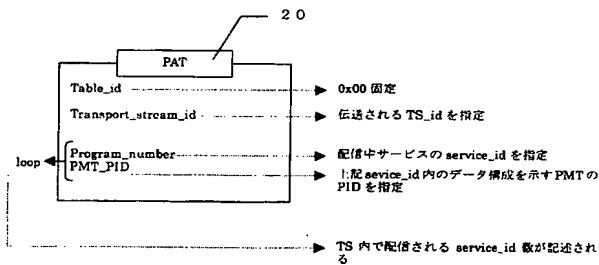 20
PAT
Table_id
0x00 固定
Transport_stream_id
伝送される TS_id を指定
loop
Program_number
配信中サービスの service_id を指定
PMT_PID
上記 sevice_id 内のデータ構成を示す PMT の
PID を指定
TS 内で配信される service_id 数が記述され
る